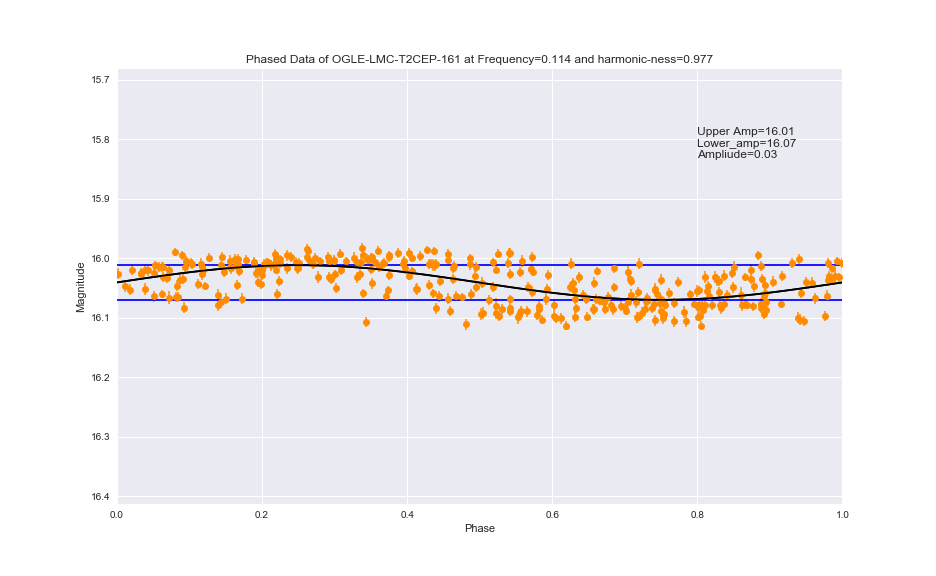 Phased Data of OGLE-LMC-T2CEP-161 at Frequency=0.114 and harmonic-ness=0.977
15.7
15.8
Upper Amp=16.01
Lower_amp=16.07
Ampliude=0.03
15.9
16.0
Magnitude
16.1
16.2
16.3
16.4
0.0 0.2 0.4 0.6 0.8 1.0
Phase